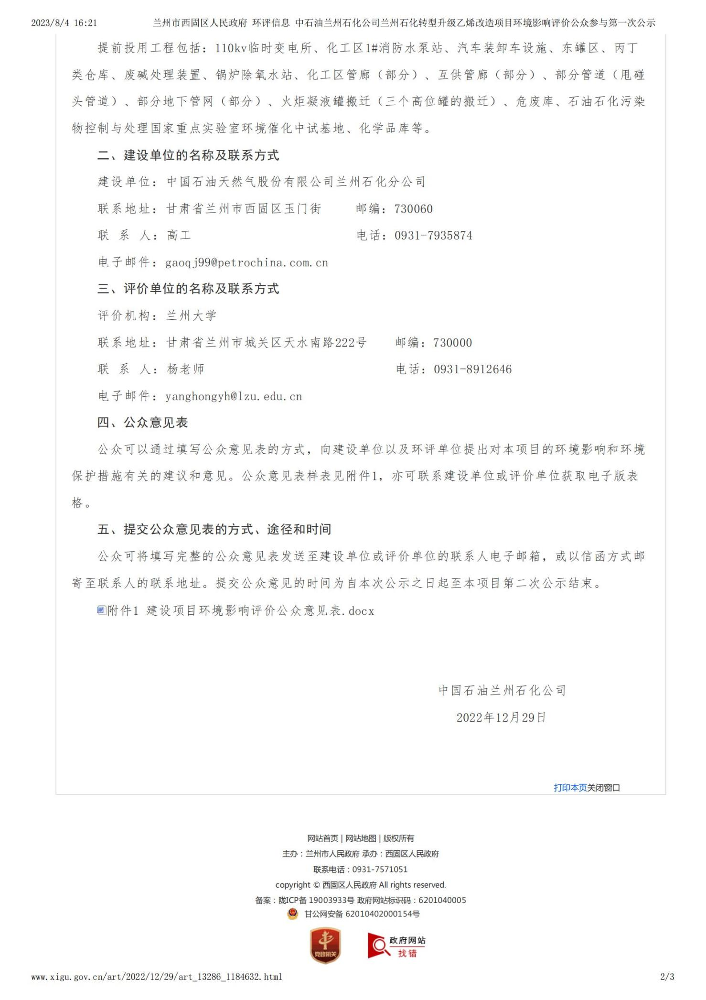 2023/8/4 16:21 兰州市西固区人民政府 环评信息 中石油兰州石化公司兰州石化转型升级乙烯改造项目环境影响评价公众参与第一次公示
提前投用工程包括：110kv临时变电所、化工区1#消防水泵站、汽车装卸车设施、东罐区、丙丁
类仓库、废碱处理装置、锅炉除氧水站、化工区管廊（部分）、互供管廊（部分）、部分管道（甩碰
头管道）、部分地下管网（部分）、火炬凝液罐搬迁（三个高位罐的搬迁）、危废库、石油石化污染
物控制与处理国家重点实验室环境催化中试基地、化学品库等。
二、建设单位的名称及联系方式
建设单位：中国石油天然气股份有限公司兰州石化分公司
联系地址：甘肃省兰州市西固区玉门街 邮编：730060
联 系 人：高工 电话：0931-7935874
电子邮件：gaoqj99@petrochina.com.cn
三、评价单位的名称及联系方式
评价机构：兰州大学
联系地址：甘肃省兰州市城关区天水南路222号 邮编：730000
联 系 人：杨老师 电话：0931-8912646
电子邮件：yanghongyh@lzu.edu.cn
四、公众意见表
公众可以通过填写公众意见表的方式，向建设单位以及环评单位提出对本项目的环境影响和环境
保护措施有关的建议和意见。公众意见表样表见附件1，亦可联系建设单位或评价单位获取电子版表
格。
五、提交公众意见表的方式、途径和时间
公众可将填写完整的公众意见表发送至建设单位或评价单位的联系人电子邮箱，或以信函方式邮
寄至联系人的联系地址。提交公众意见的时间为自本次公示之日起至本项目第二次公示结束。
附件1 建设项目环境影响评价公众意见表.docx
中国石油兰州石化公司
2022年12月29日
打印本页关闭窗口
网站首页 | 网站地图 | 版权所有
主办：兰州市人民政府 承办：西固区人民政府
联系电话：0931-7571051
copyright © 西固区人民政府 All rights reserved.
备案：陇ICP备 19003933号 政府网站标识码：6201040005
甘公网安备 62010402000154号
党政机关
政府网站
找错
www.xigu.gov.cn/art/2022/12/29/art_13286_1184632.html 2/3